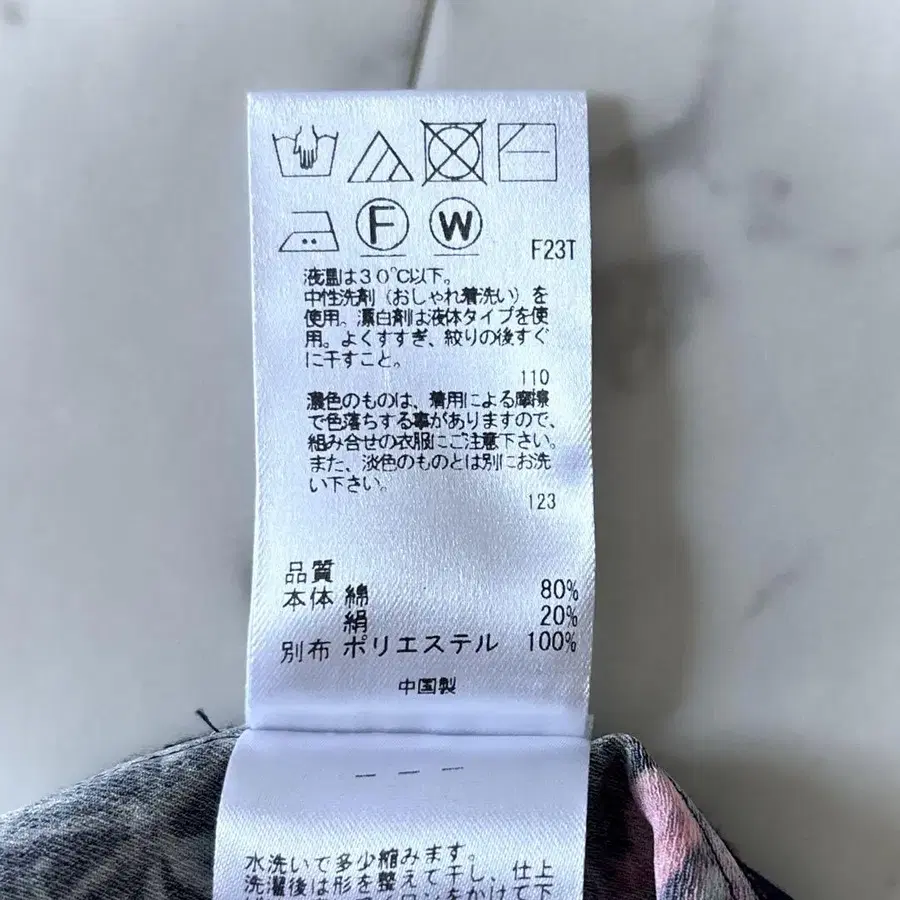 F W
F23T
液温は30℃以下。
中性洗剤（おしゃれ着洗い）を
使用。漂白剤は液体タイプを使
用。よくすすぎ、絞りの後すぐ
に干すこと。
110
濃色のものは、着用による摩擦
で色落ちする事がありますので、
組み合せの衣服にご注意下さい。
また、淡色のものとは別にお洗
い下さい。
123
品質
本体 綿 80%
絹 20%
別布 ポリエステル 100%
中国製
水洗いで多少縮みます。
洗濯後は形を整えて干し、仕上